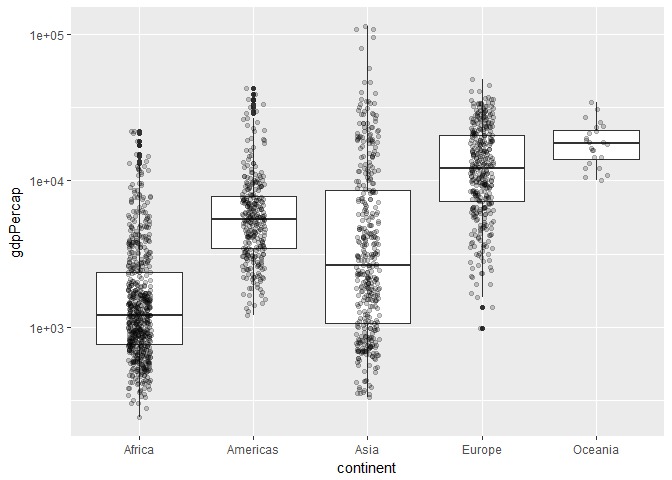 1e+05
1e+04
1e+03
gdpPercap
Africa Americas Asia Europe Oceania
continent